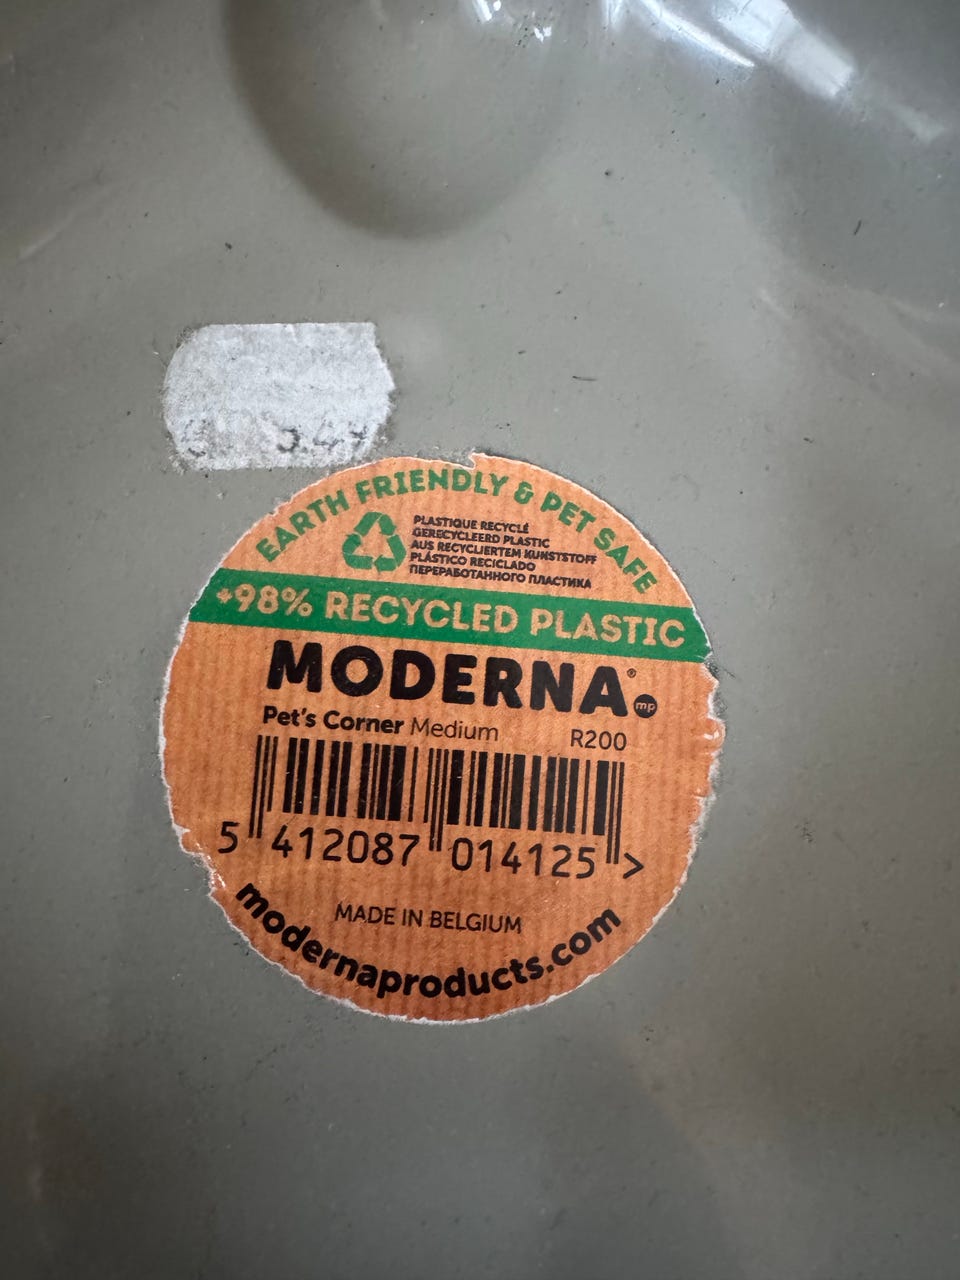 EARTH FRIENDLY & PET SAFE
PLASTIQUE RECYCLÉ
GERECYCLEERD PLASTIC
AUS RECYCLIERTEM KUNSTSTOFF
PLÁSTICO RECICLADO
ПЕРЕРАБОТАННОГО ПЛАСТИКА
+98% RECYCLED PLASTIC
MODERNA® mp
Pet's Corner Medium R200
5 412087 014125 >
MADE IN BELGIUM
modernaproducts.com